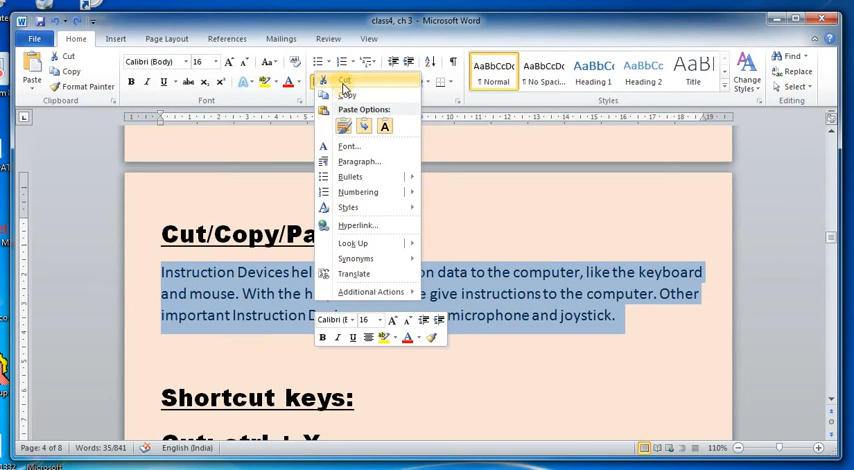 class4, ch 3 - Microsoft Word
File Home Insert Page Layout References Mailings Review View
Paste
Cut
Copy
Format Painter
Clipboard
Calibri (Body) 16
Font
AaBbCcDc
¶ Normal
AaBbCcDc
¶ No Spaci...
AaBbCc
Heading 1
AaBbCc
Heading 2
Title
Change
Styles
Styles
Find
Replace
Select
Editing
Cut
Copy
Paste Options:
Font...
Paragraph...
Bullets
Numbering
Styles
Hyperlink...
Look Up
Synonyms
Translate
Additional Actions
Calibri (E 16
Cut/Copy/Pa
Instruction Devices hel on data to the computer, like the keyboard
and mouse. With the h e give instructions to the computer. Other
important Instruction D microphone and joystick.
Shortcut keys:
Cut: ctrl + X
Page: 4 of 8 Words: 35/841 English (India) 110%